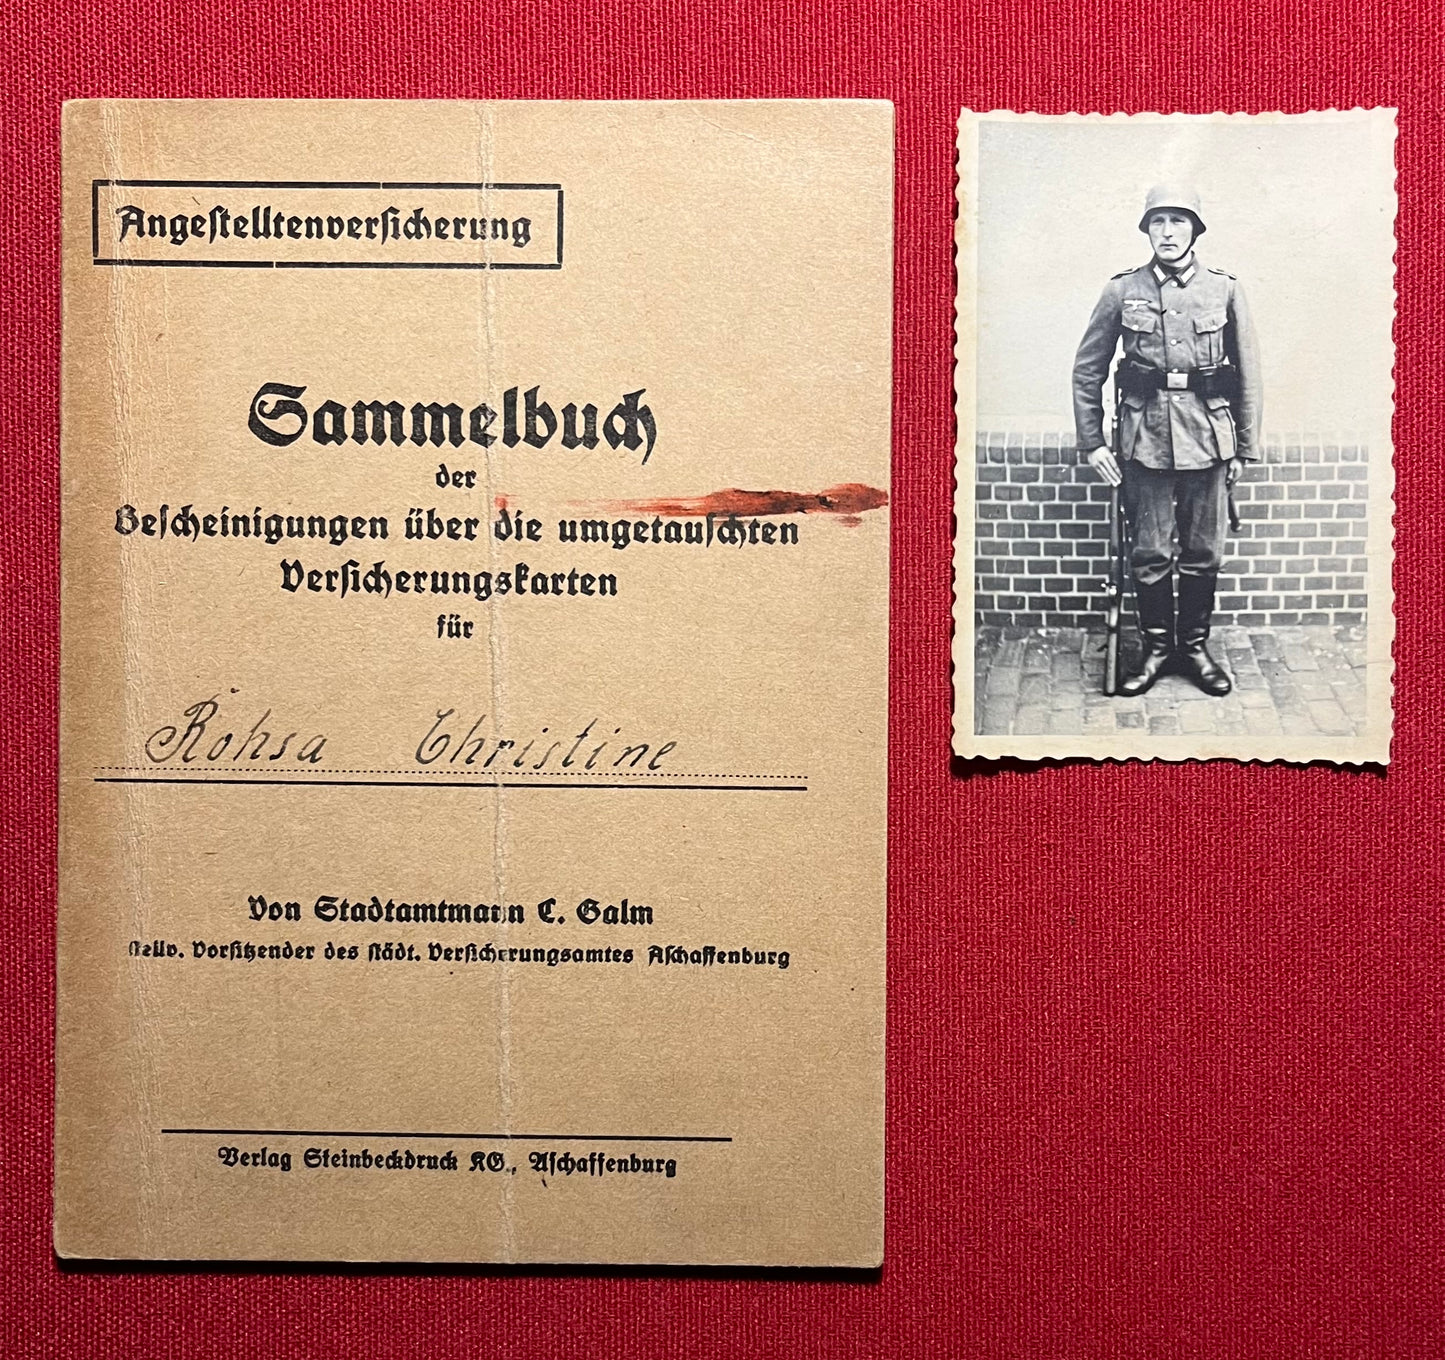 Angestelltenversicherung
Sammelbuch
der
Bescheinigungen über die umgetauschten
Versicherungskarten
für
Rohsa Christine
Von Stadtamtmann C. Galm
stellv. Vorsitzender des städt. Versicherungsamtes Aschaffenburg
Verlag Steinbeckdruck KG., Aschaffenburg